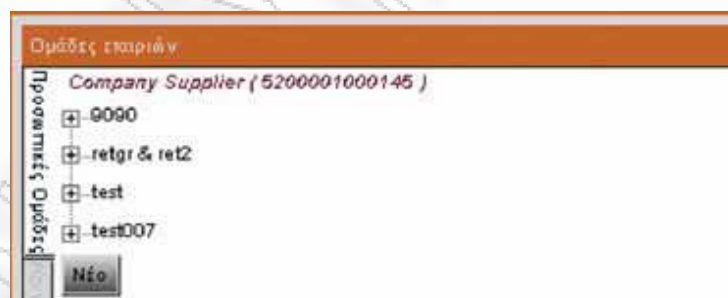 Ομάδες εταιριών
Company Supplier ( 5200001000145 )
Προσωπικές Ομάδες
9090
retgr & ret2
test
test007
Νέο